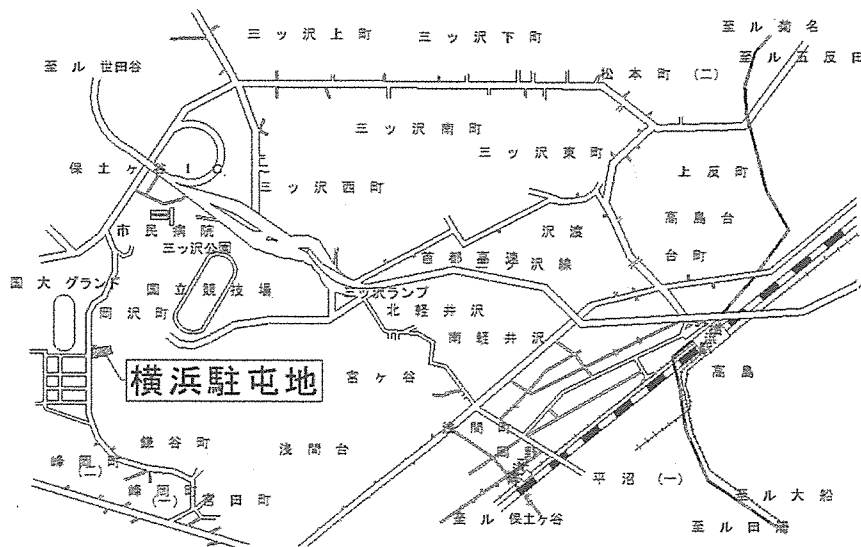 三ッ沢上町
三ッ沢下町
至ル菊名
至ル五反田
至ル世田谷
松本町(二)
三ッ沢南町
三ッ沢東町
保土ヶ谷I.C
三ッ沢西町
上反町
高島台
市民病院
沢渡
三ッ沢公園
首都高速
台町
三ッ沢線
国大グランド
国立競技場
三ッ沢ランプ
岡沢町
北軽井沢
南軽井沢
横浜駐屯地
宮ヶ谷
高島
浅間町
鎌谷町
浅間台
峰岡町
(二)
平沼(一)
峰岡町
(一)
宮田町
至ル大船
至ル保土ヶ谷